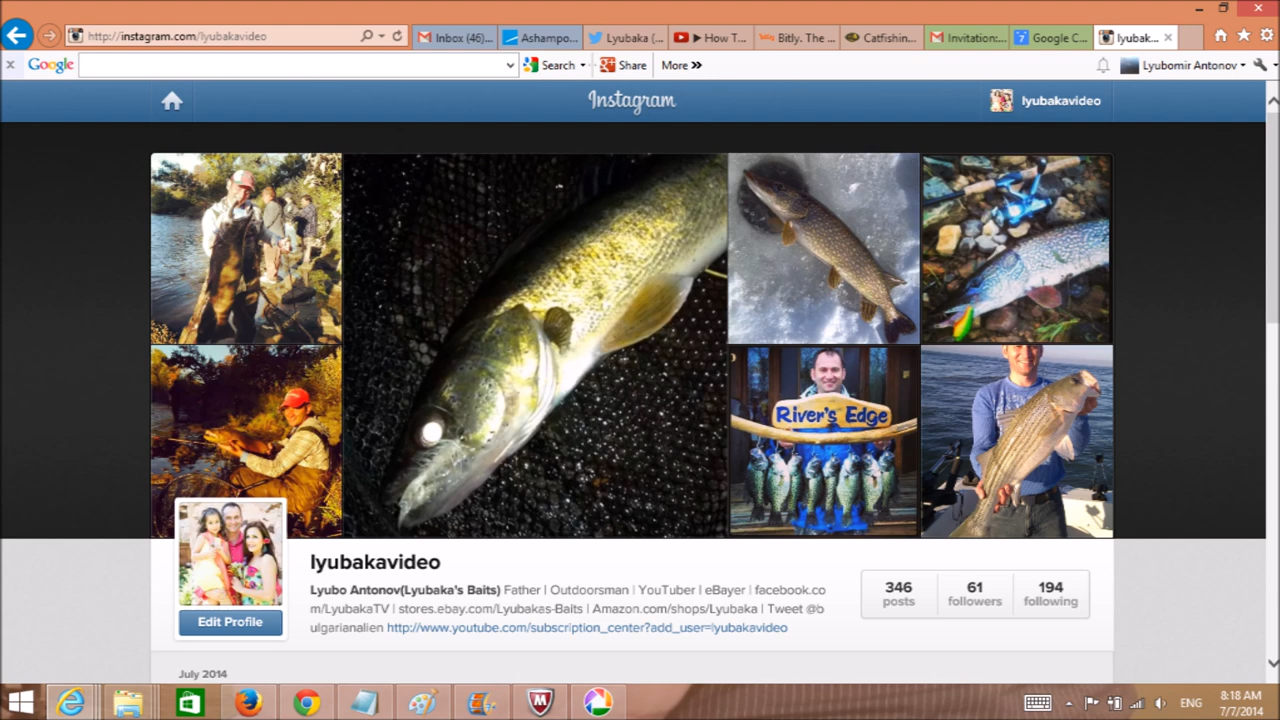 http://instagram.com/lyubakavideo
Inbox (46)...
Ashampo...
Lyubaka (...
▶ How T...
Bitly. The ...
Catfishin...
Invitation:...
Google C...
lyubak...
Google
Search
Share
More »
Lyubomir Antonov
Instagram
lyubakavideo
River's Edge
lyubakavideo
Lyubo Antonov(Lyubaka's Baits) Father | Outdoorsman | YouTuber | eBayer | facebook.co
m/LyubakaTV | stores.ebay.com/Lyubakas-Baits | Amazon.com/shops/Lyubaka | Tweet @b
ulgarianalien http://www.youtube.com/subscription_center?add_user=lyubakavideo
346 61 194
posts followers following
Edit Profile
July 2014
ENG
8:18 AM
7/7/2014